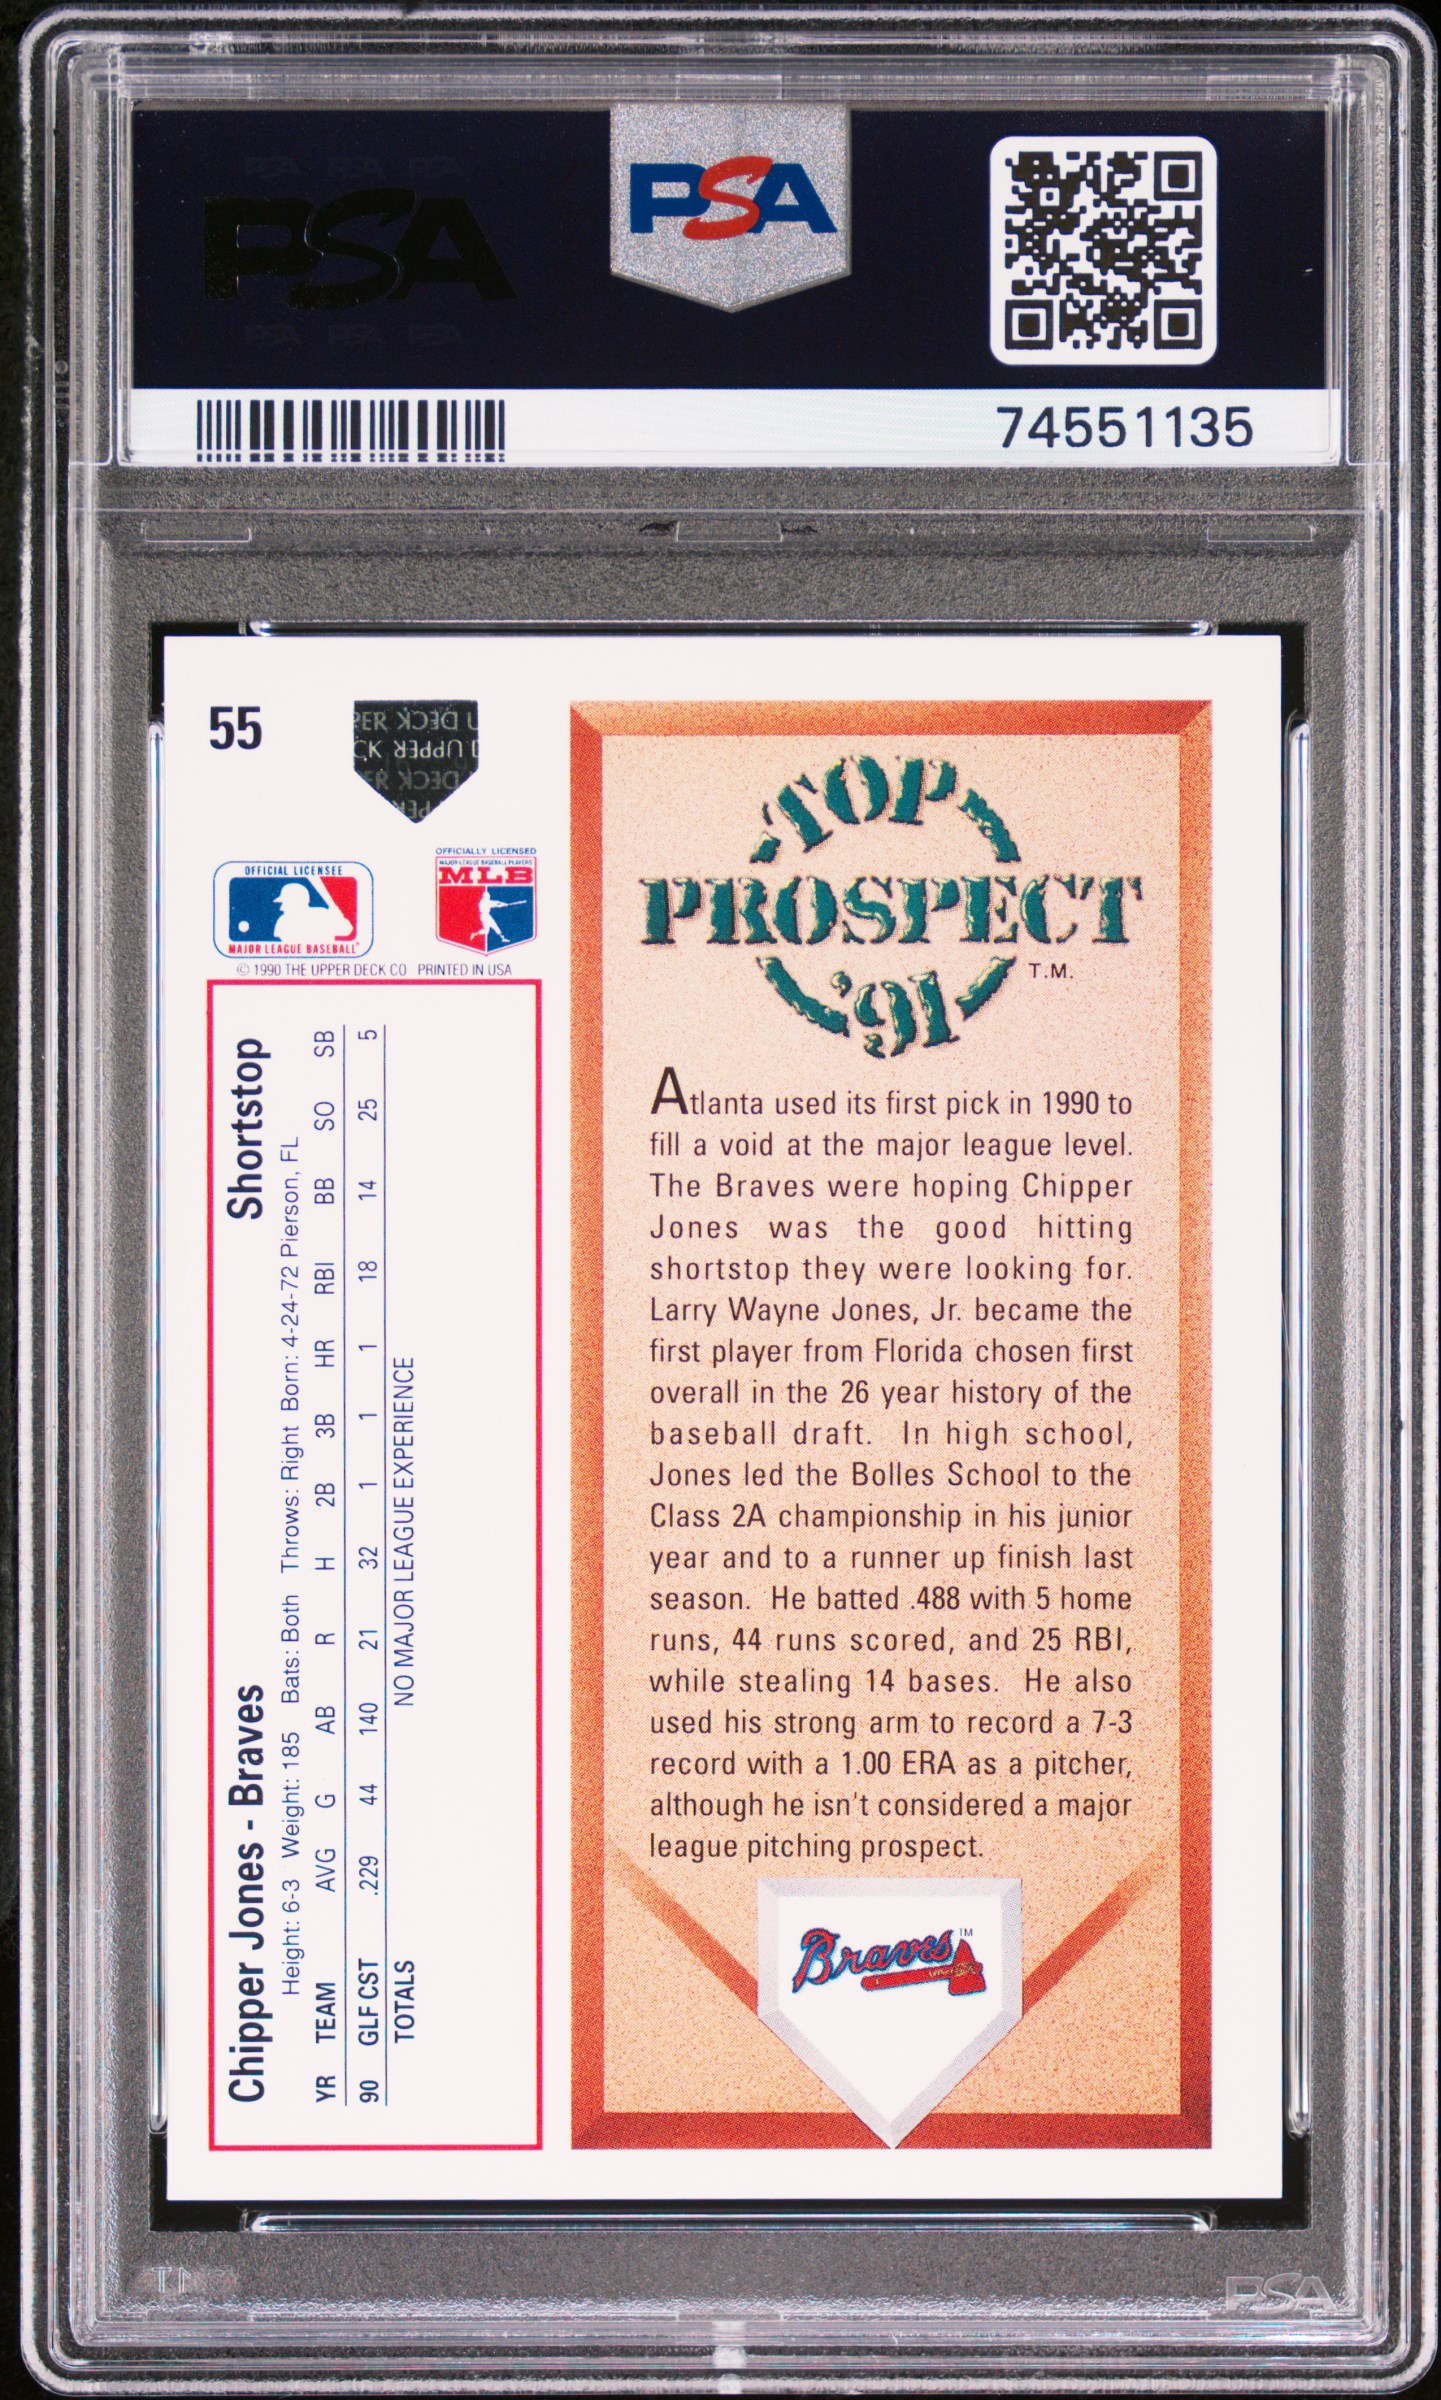 PSA
PSA
74551135
55
UPPER DECK
OFFICIAL LICENSEE
MAJOR LEAGUE BASEBALL
OFFICIALLY LICENSED
MAJOR LEAGUE BASEBALL PLAYERS
MLB
© 1990 THE UPPER DECK CO PRINTED IN USA
Chipper Jones - Braves Shortstop
Height: 6-3 Weight: 185 Bats: Both Throws: Right Born: 4-24-72 Pierson, FL
YR TEAM AVG G AB R H 2B 3B HR RBI BB SO SB
90 GLF CST .229 44 140 21 32 1 1 1 18 14 25 5
TOTALS NO MAJOR LEAGUE EXPERIENCE
TOP
PROSPECT
'91 T.M.
Atlanta used its first pick in 1990 to
fill a void at the major league level.
The Braves were hoping Chipper
Jones was the good hitting
shortstop they were looking for.
Larry Wayne Jones, Jr. became the
first player from Florida chosen first
overall in the 26 year history of the
baseball draft. In high school,
Jones led the Bolles School to the
Class 2A championship in his junior
year and to a runner up finish last
season. He batted .488 with 5 home
runs, 44 runs scored, and 25 RBI,
while stealing 14 bases. He also
used his strong arm to record a 7-3
record with a 1.00 ERA as a pitcher,
although he isn't considered a major
league pitching prospect.
Braves TM
PSA